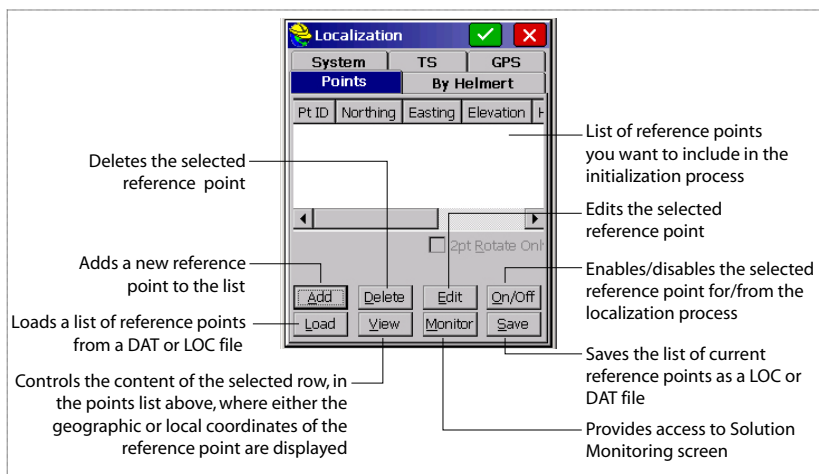 Localization
System TS GPS
Points By Helmert
Pt ID Northing Easting Elevation H
2pt Rotate Onl
Add Delete Edit On/Off
Load View Monitor Save
Deletes the selected
reference point
Adds a new reference
point to the list
Loads a list of reference points
from a DAT or LOC file
Controls the content of the selected row, in
the points list above, where either the
geographic or local coordinates of the
reference point are displayed
List of reference points
you want to include in the
initialization process
Edits the selected
reference point
Enables/disables the selected
reference point for/from the
localization process
Saves the list of current
reference points as a LOC or
DAT file
Provides access to Solution
Monitoring screen